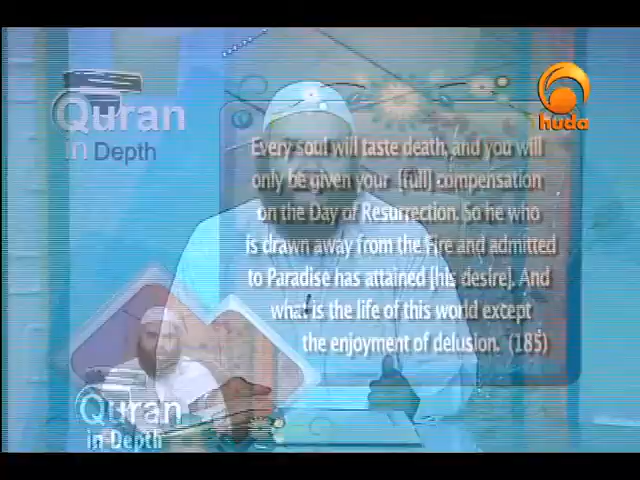 Quran
in Depth
huda
Every soul will taste death, and you will
only be given your [full] compensation
on the Day of Resurrection. So he who
is drawn away from the Fire and admitted
to Paradise has attained [his desire]. And
what is the life of this world except
the enjoyment of delusion. (185)
Quran
in Depth